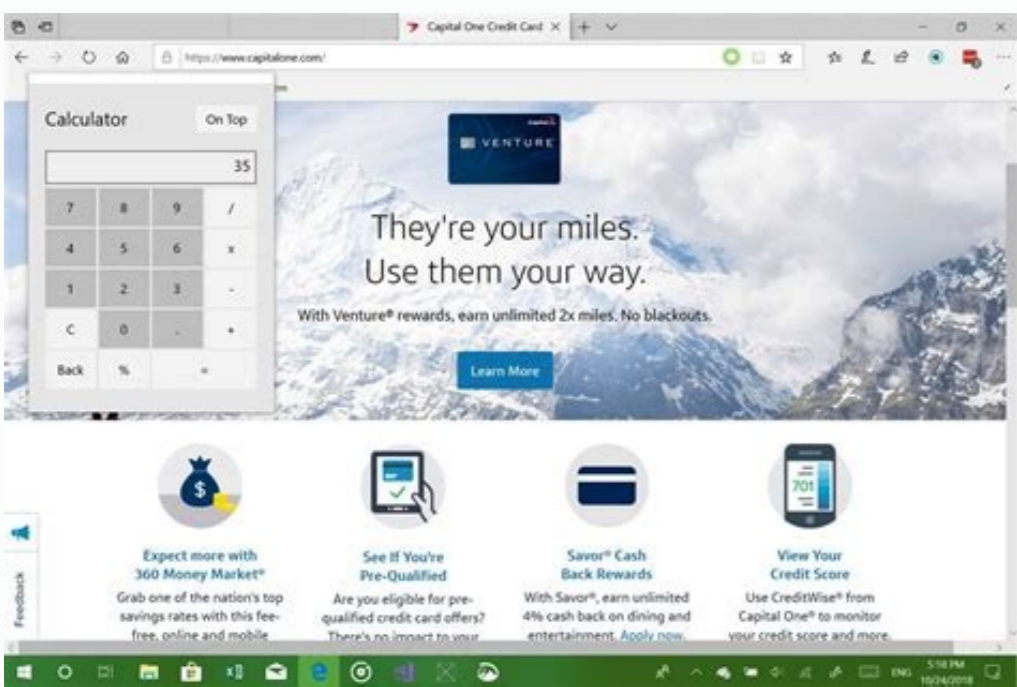 Capital One Credit Card
https://www.capitalone.com/
Calculator
On Top
35
7 8 9 /
4 5 6 x
1 2 3 -
C 0 . +
Back % =
VENTURE
They're your miles.
Use them your way.
With Venture® rewards, earn unlimited 2x miles. No blackouts.
Learn More
$
701
Expect more with
360 Money Market®
Grab one of the nation's top
savings rates with this fee-
free, online and mobile
See If You're
Pre-Qualified
Are you eligible for pre-
qualified credit card offers?
There's no impact to your
Savor® Cash
Back Rewards
With Savor®, earn unlimited
4% cash back on dining and
entertainment. Apply now.
View Your
Credit Score
Use CreditWise® from
Capital One® to monitor
your credit score and more.
Feedback
ENG
5:18 PM
10/24/2018